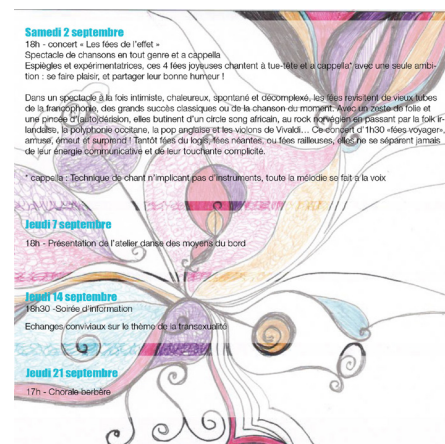 Samedi 2 septembre
18h - concert « Les fées de l'effet »
Spectacle de chansons en tout genre et a cappella
Espiègles et expérimentatrices, ces 4 fées joyeuses chantent à tue-tête et a cappella* avec une seule ambi-
tion : se faire plaisir, et partager leur bonne humeur !
Dans un spectacle à la fois intimiste, chaleureux, spontané et décomplexé, les fées revisitent de vieux tubes
de la francophonie, des grands succès classiques ou de la chanson du moment. Avec un zeste de folie et
une pincée d'autodérision, elles butinent d'un circle song africain, au rock norvégien en passant par la folk ir-
landaise, la polyphonie occitane, la pop anglaise et les violons de Vivaldi... Ce concert d'1h30 «fées voyager»,
amuse, émeut et surprend ! Tantôt fées du logis, fées néantes, ou fées railleuses, elles ne se séparent jamais
de leur énergie communicative et de leur touchante complicité.
* cappella : Technique de chant n'implicant pas d'instruments, toute la mélodie se fait à la voix
Jeudi 7 septembre
18h - Présentation de l'atelier danse des moyens du bord
Jeudi 14 septembre
18h30 -Soirée d'information
Echanges conviviaux sur le thème de la transexualité
Jeudi 21 septembre
17h - Chorale berbère